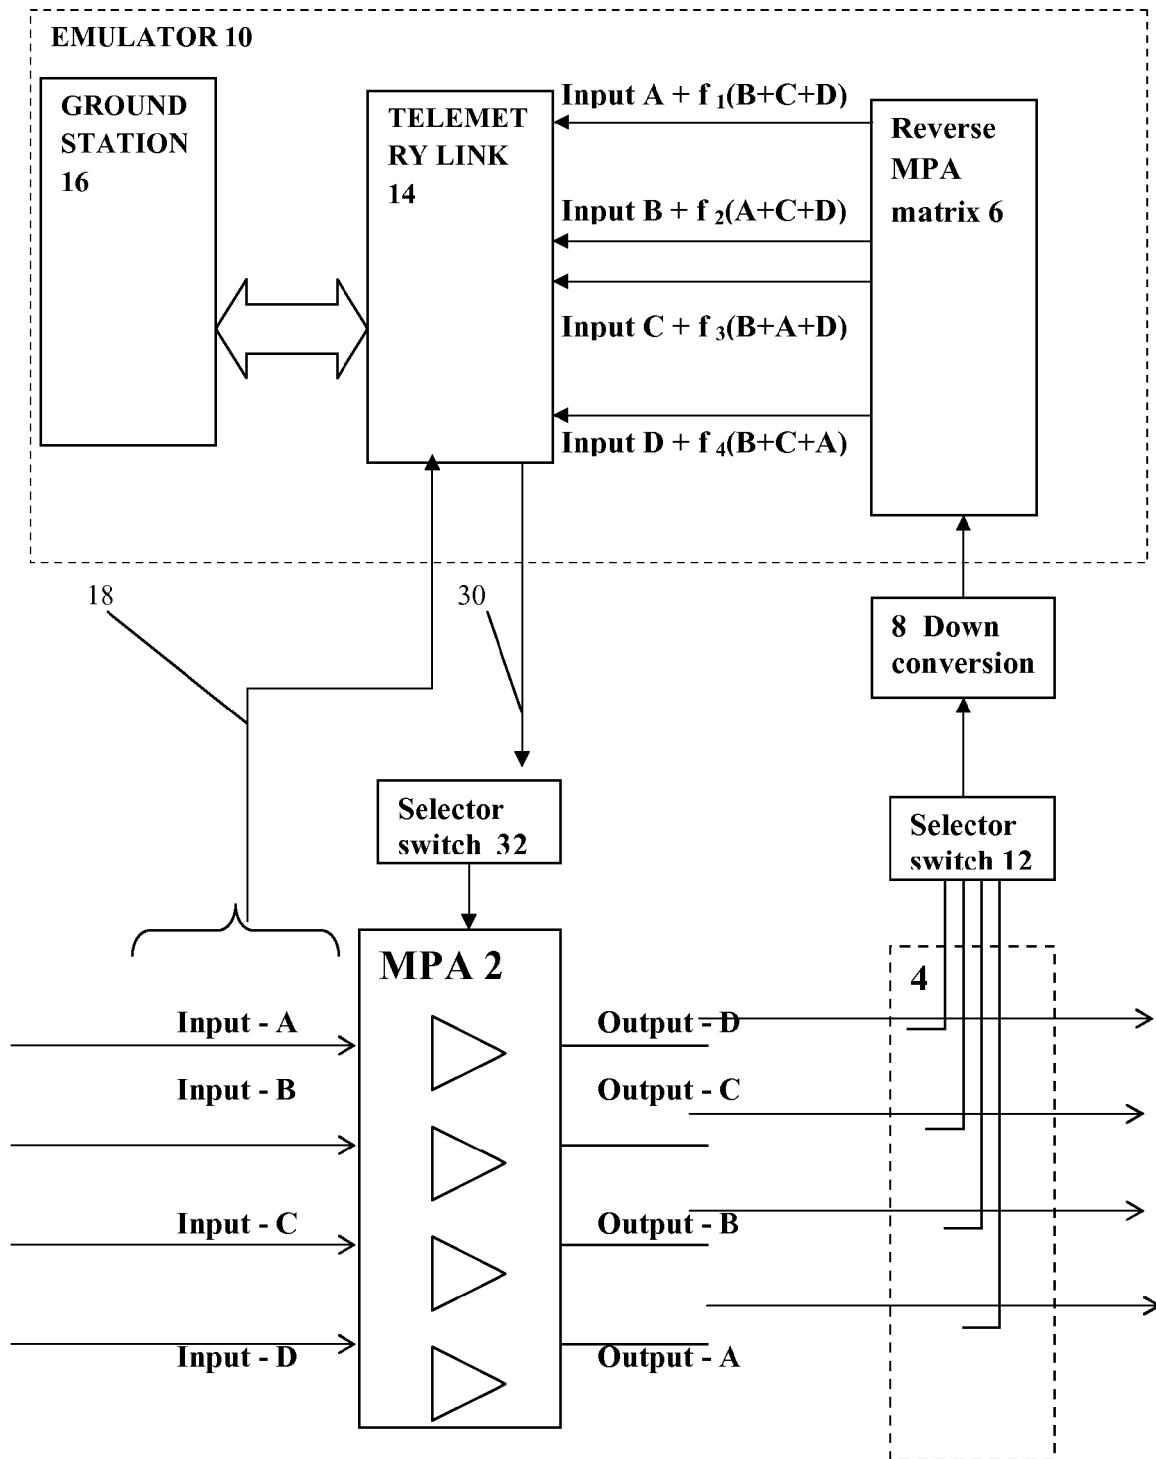 EMULATOR 10
GROUND
STATION
16
TELEMET
RY LINK
14
Input A + f 1(B+C+D)
Input B + f 2(A+C+D)
Input C + f 3(B+A+D)
Input D + f 4(B+C+A)
Reverse
MPA
matrix 6
18
30
8 Down
conversion
Selector
switch 32
Selector
switch 12
MPA 2
4
Input - A
Input - B
Input - C
Input - D
Output - D
Output - C
Output - B
Output - A